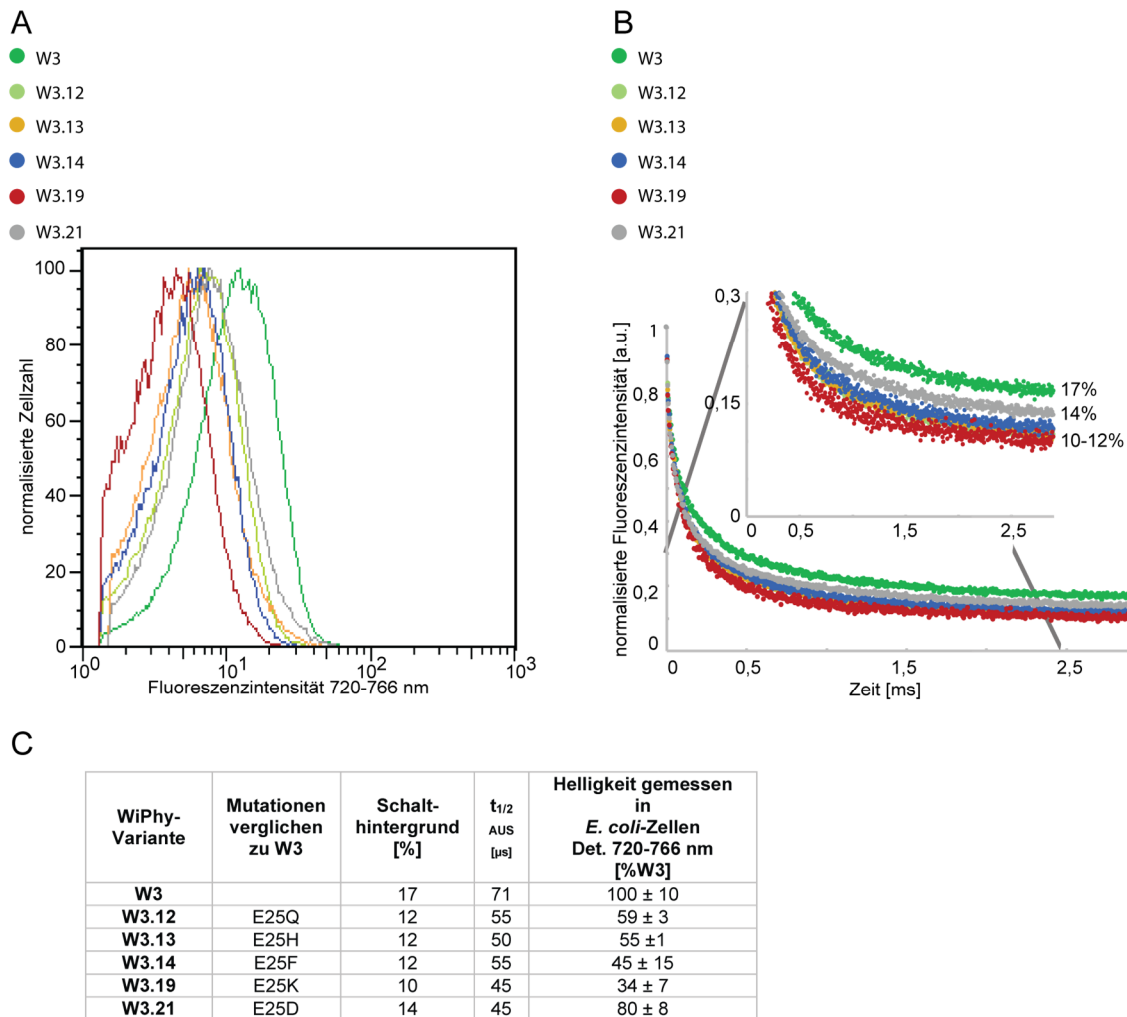 A
W3
W3.12
W3.13
W3.14
W3.19
W3.21
100
80
60
40
20
0
normalisierte Zellzahl
10⁰
10¹
10²
10³
Fluoreszenzintensität 720-766 nm
B
W3
W3.12
W3.13
W3.14
W3.19
W3.21
0,3
0,15
0
0
0,5
1,5
2,5
17%
14%
10-12%
1
0,8
0,6
0,4
0,2
0
normalisierte Fluoreszenzintensität [a.u.]
0
0,5
1,5
2,5
Zeit [ms]
C
WiPhy-
Variante
Mutationen
verglichen
zu W3
Schalt-
hintergrund
[%]
t1/2
AUS
[µs]
Helligkeit gemessen
in
E. coli-Zellen
Det. 720-766 nm
[%W3]
W3 17 71 100 ± 10
W3.12 E25Q 12 55 59 ± 3
W3.13 E25H 12 50 55 ±1
W3.14 E25F 12 55 45 ± 15
W3.19 E25K 10 45 34 ± 7
W3.21 E25D 14 45 80 ± 8